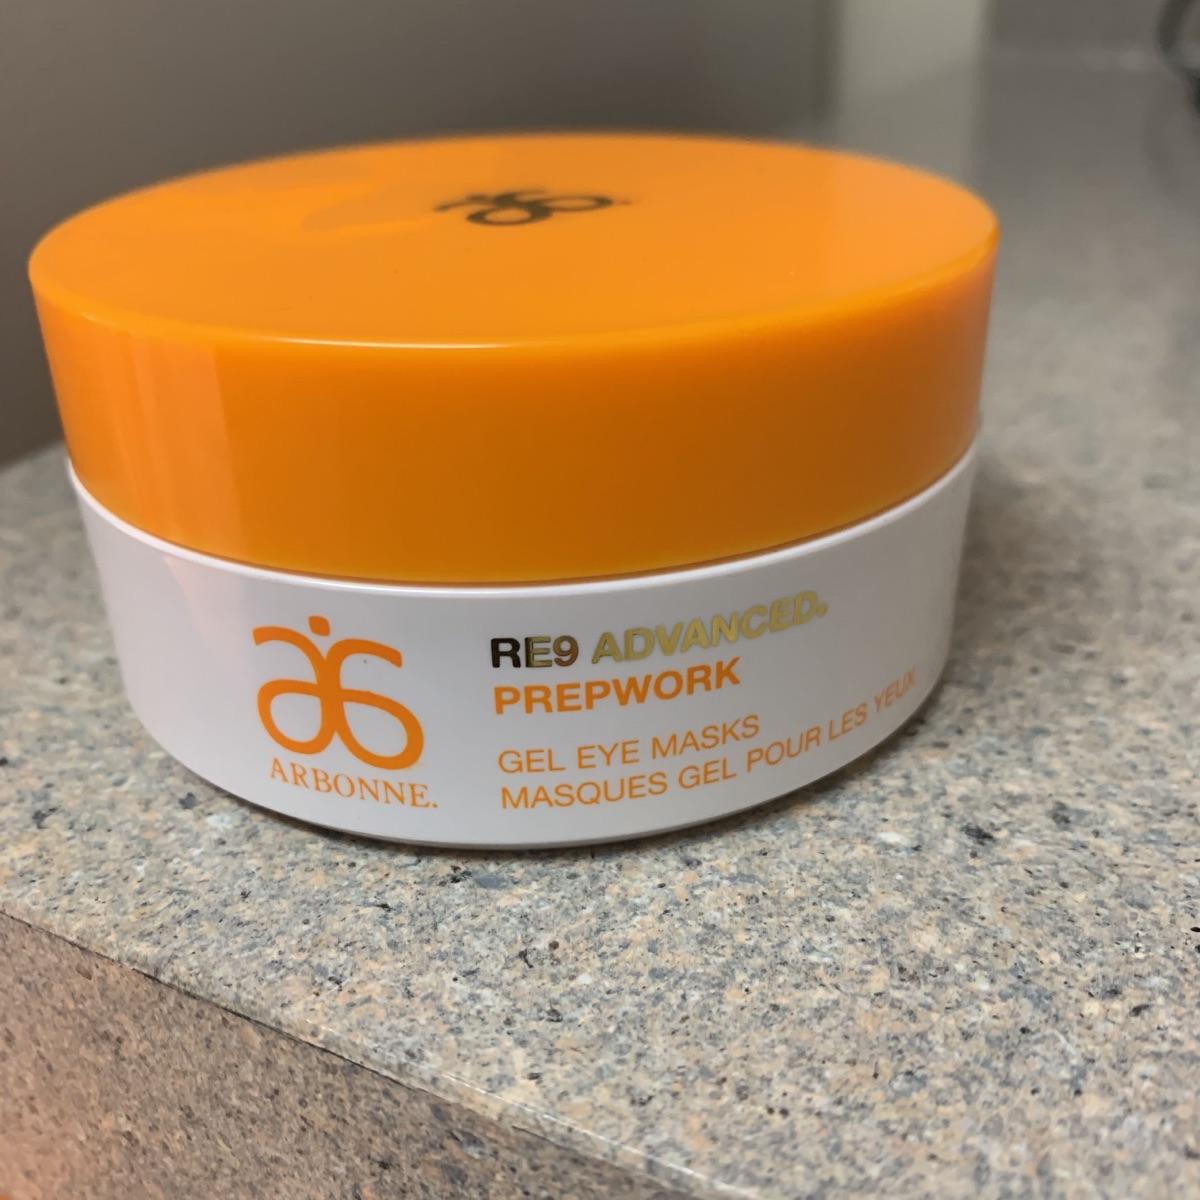 RE9 ADVANCED®
PREPWORK
GEL EYE MASKS
MASQUES GEL POUR LES YEUX
ARBONNE.